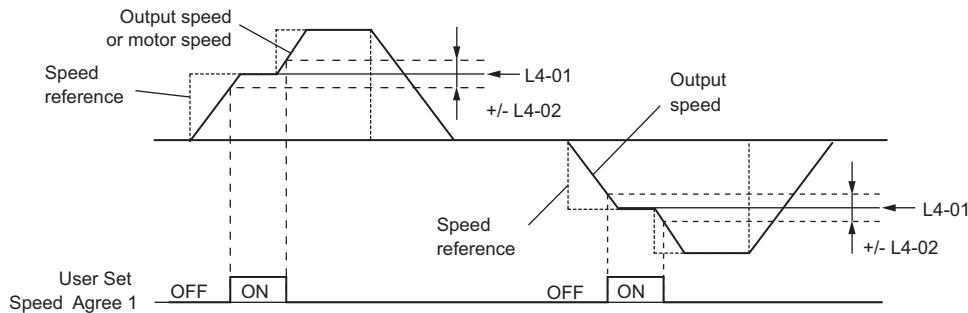 Output speed
or motor speed
Speed
reference
L4-01
+/- L4-02
Output
speed
Speed
reference
L4-01
+/- L4-02
User Set
Speed Agree 1
OFF
ON
OFF
ON